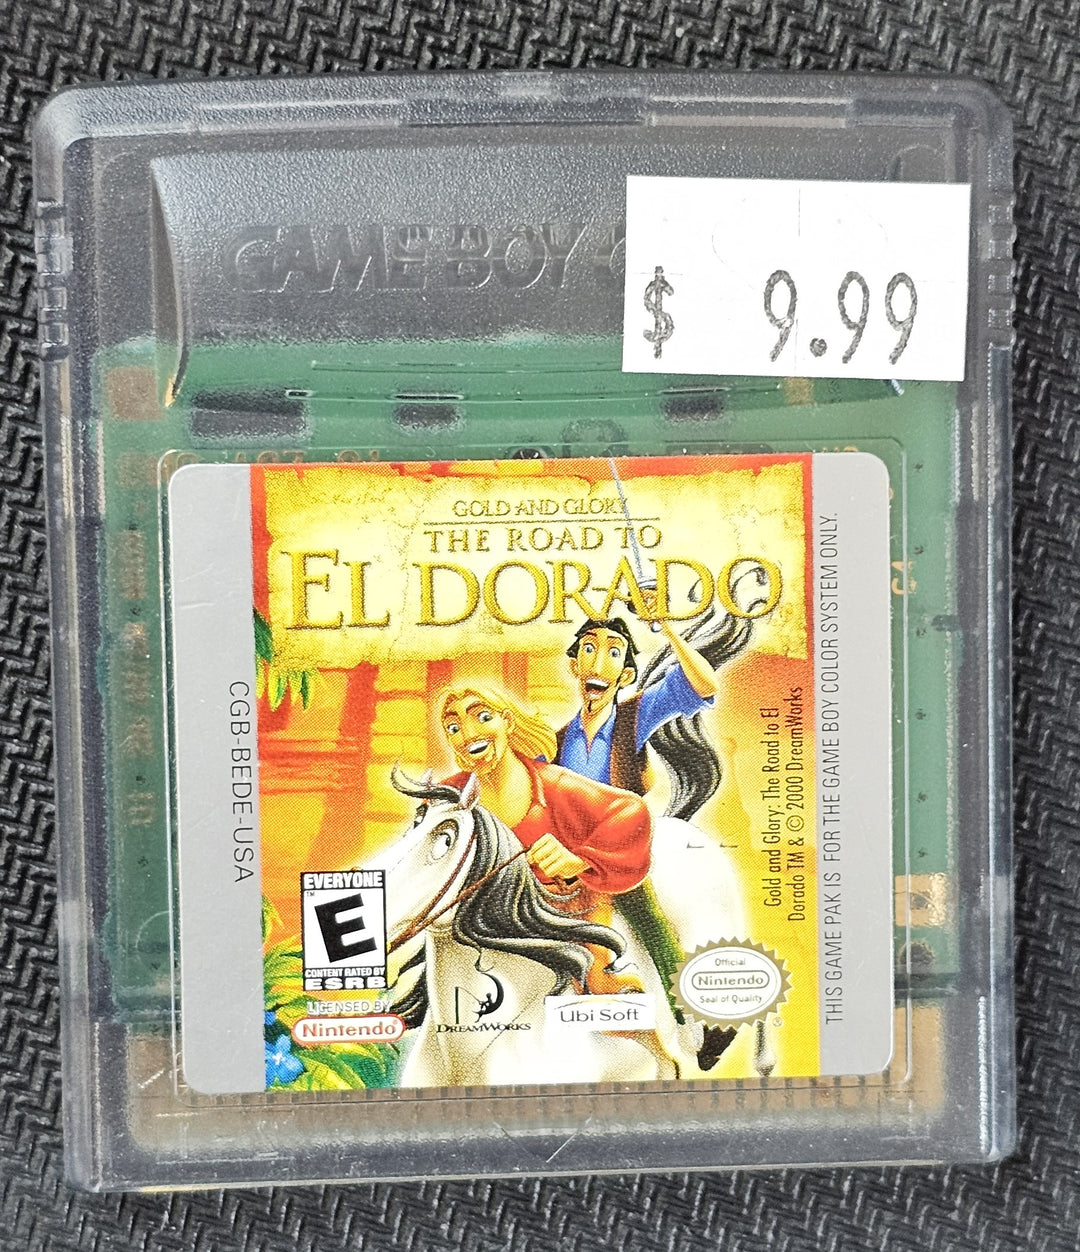 GAME BOY
$ 9.99
GOLD AND GLORY
THE ROAD TO
EL DORADO
CGB-BEDE-USA
Gold and Glory: The Road to El
Dorado TM & © 2000 DreamWorks
THIS GAME PAK IS FOR THE GAME BOY COLOR SYSTEM ONLY.
EVERYONE
TM
E
CONTENT RATED BY
ESRB
LICENSED BY
Nintendo
DREAMWORKS
Ubi Soft
Official
Nintendo
Seal of Quality
®